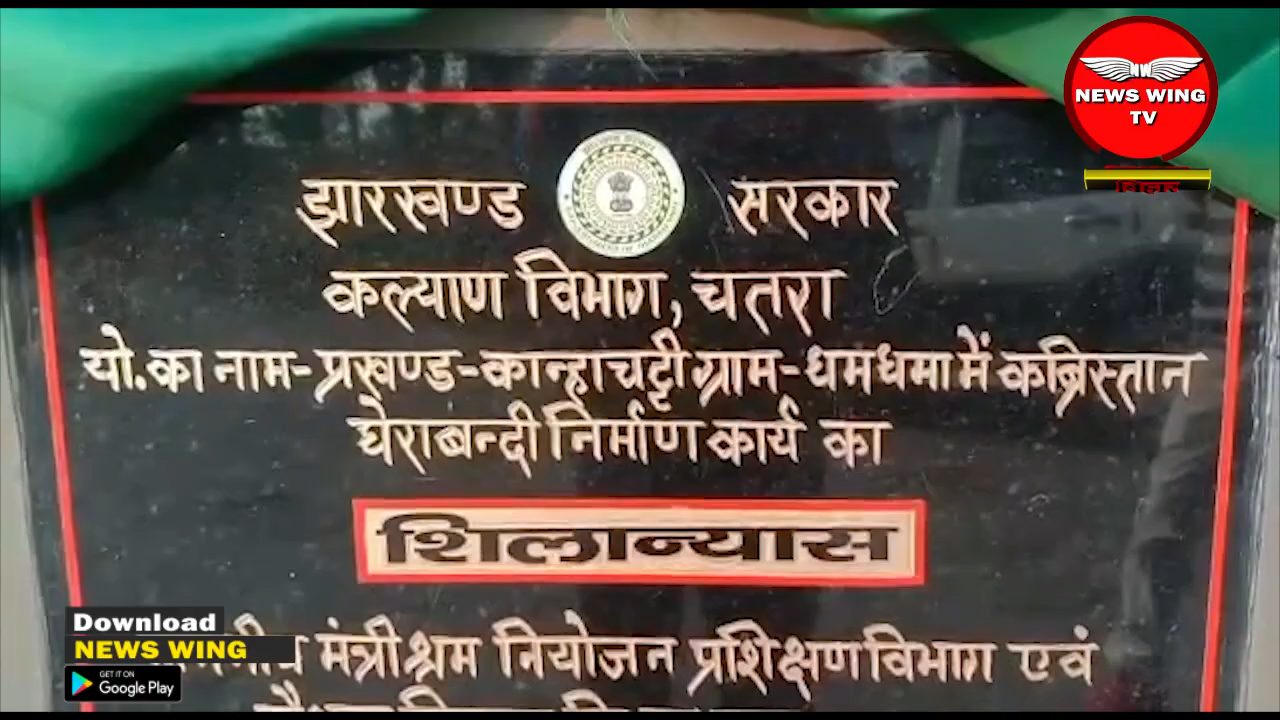 NW
NEWS WING
TV
झारखण्ड सरकार
कल्याण विभाग, चतरा
यो. का नाम-प्रखण्ड-कान्हाचट्टी ग्राम-धमधमा में कब्रिस्तान
घेराबन्दी निर्माण कार्य का
शिलान्यास
मंत्री श्रम नियोजन प्रशिक्षण विभाग एवं
Download
NEWS WING
GET IT ON
Google Play